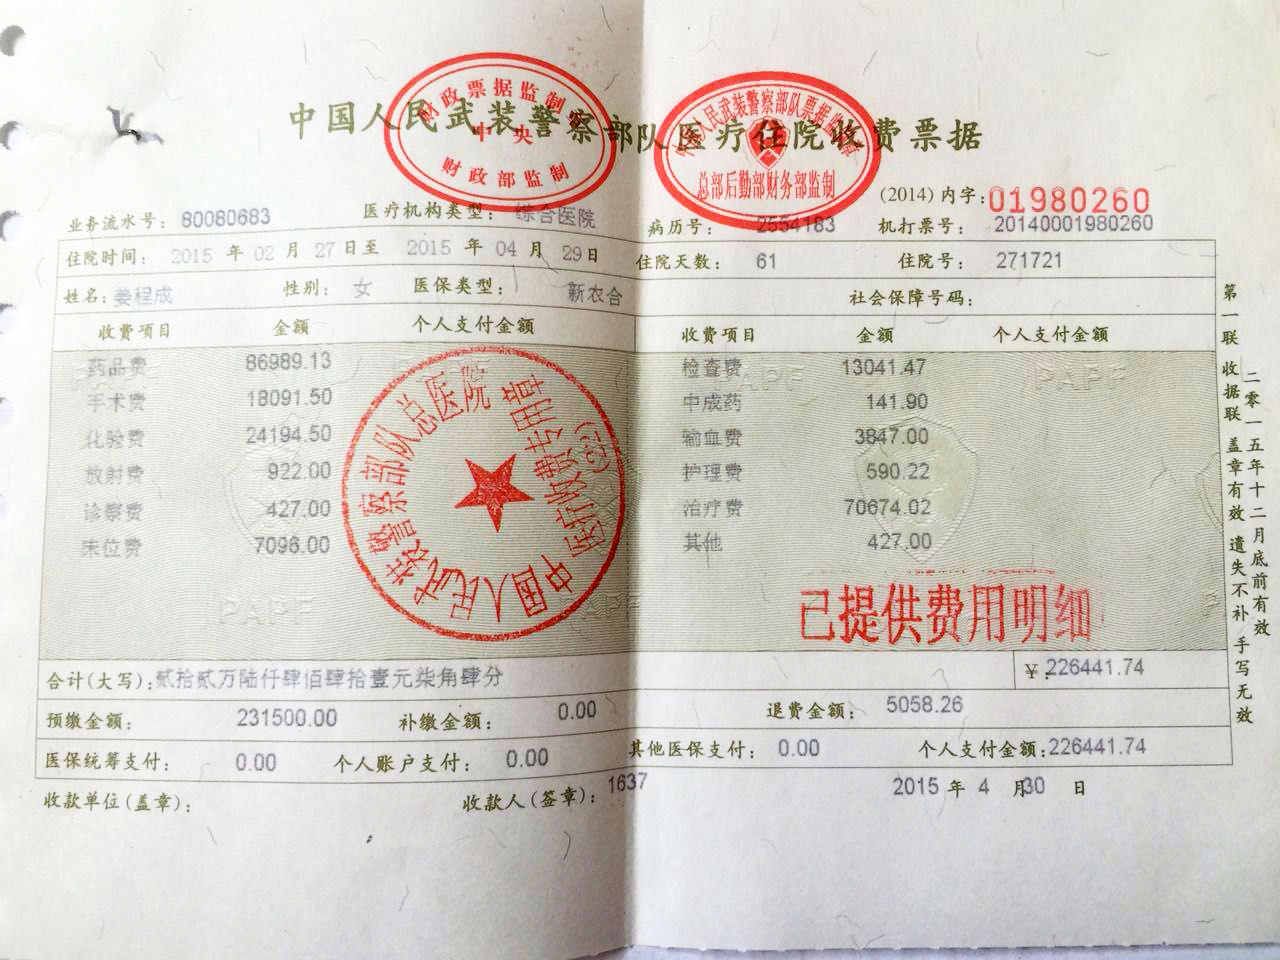 中国人民武装警察部队医疗住院收费票据
财政票据监制章
中央
财政部监制
中国人民武装警察部队票据监制章
总部后勤部财务部监制
(2014) 内字:01980260
业务流水号: 80080683 医疗机构类型: 综合医院 病历号: 2554183 机打票号: 20140001980260
住院时间: 2015 年 02 月 27 日至 2015 年 04 月 29 日 住院天数: 61 住院号: 271721
姓名: 姜程成 性别: 女 医保类型: 新农合 社会保障号码:
收费项目 金额 个人支付金额 收费项目 金额 个人支付金额
药品费 86989.13 检查费 13041.47
手术费 18091.50 中成药 141.90
化验费 24194.50 输血费 3847.00
放射费 922.00 护理费 590.22
诊察费 427.00 治疗费 70674.02
床位费 7096.00 其他 427.00
PAPF
中国人民武装警察部队总医院
医疗收费专用章
(22)
已提供费用明细
合计(大写): 贰拾贰万陆仟肆佰肆拾壹元柒角肆分 ¥: 226441.74
预缴金额: 231500.00 补缴金额: 0.00 退费金额: 5058.26
医保统筹支付: 0.00 个人账户支付: 0.00 其他医保支付: 0.00 个人支付金额: 226441.74
收款单位(盖章): 收款人(签章): 1637 2015 年 4 月 30 日
第一联 收据联 盖章有效 遗失不补 手写无效
二零一五年十二月底前有效